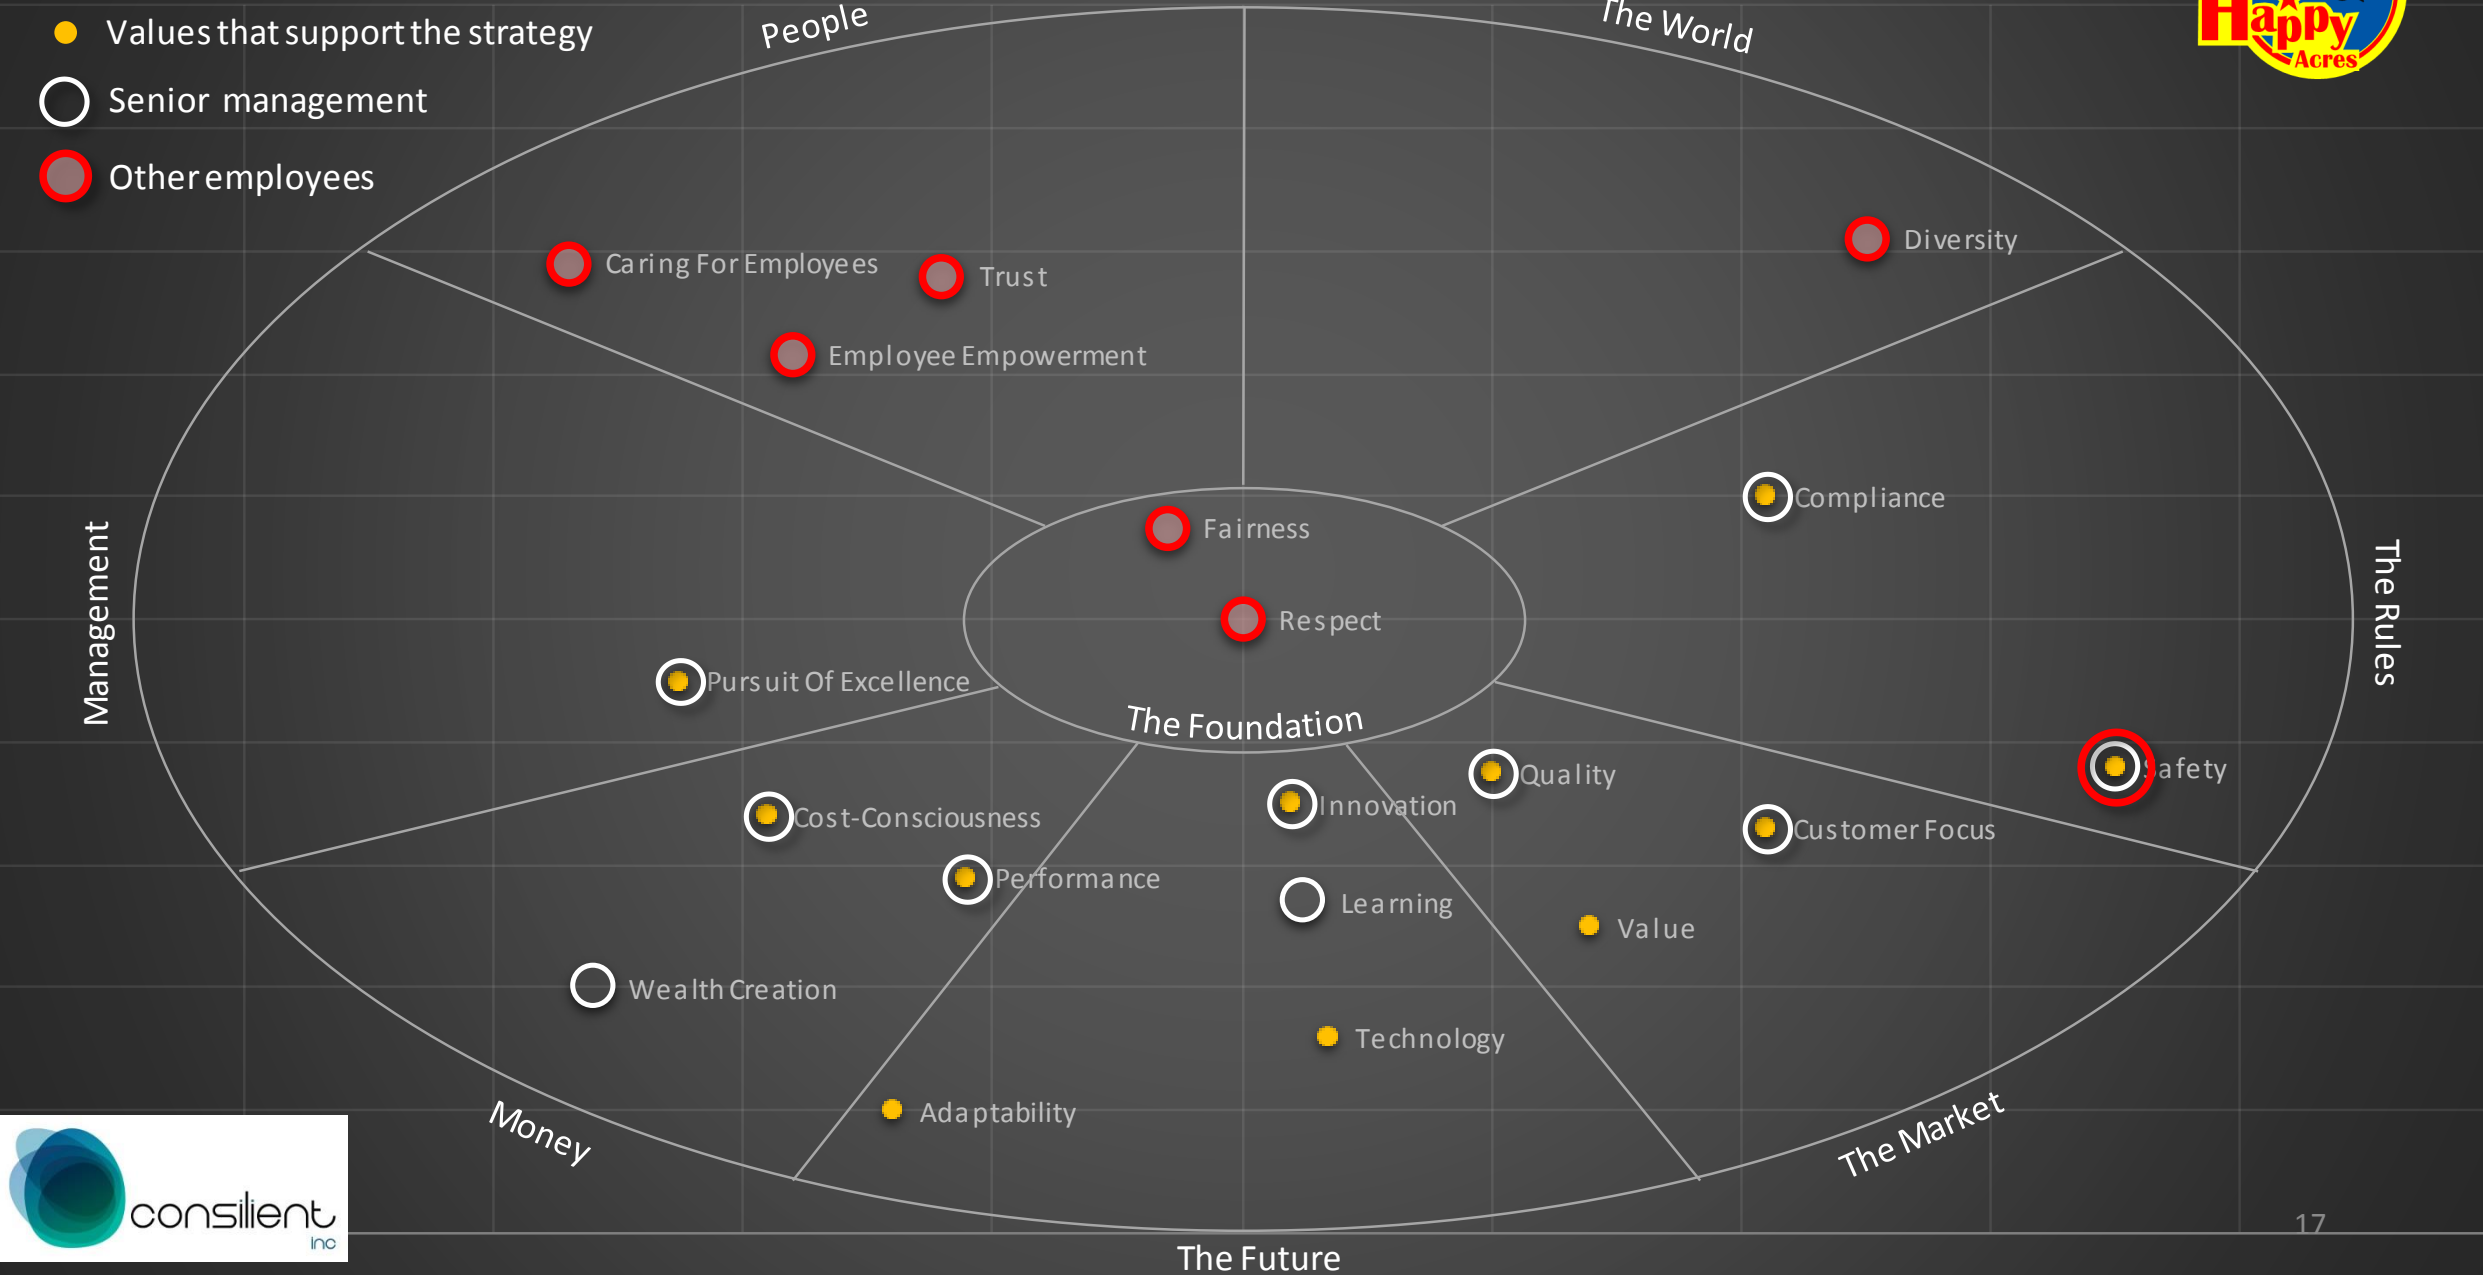 Values that support the strategy
Senior management
Other employees
People
The World
Happy
Acres
Caring For Employees
Trust
Diversity
Employee Empowerment
Compliance
Fairness
Respect
Management
The Rules
Pursuit Of Excellence
The Foundation
Quality
Safety
Innovation
Cost-Consciousness
Customer Focus
Performance
Learning
Value
Wealth Creation
Technology
Adaptability
Money
The Market
consilient
Inc
17
The Future